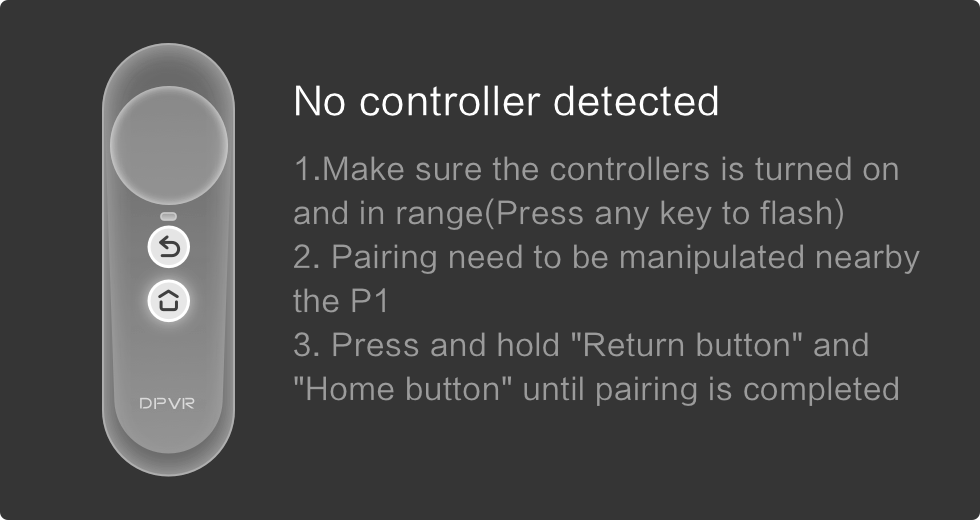 No controller detected
1.Make sure the controllers is turned on
and in range(Press any key to flash)
2. Pairing need to be manipulated nearby
the P1
3. Press and hold "Return button" and
"Home button" until pairing is completed
DPVR